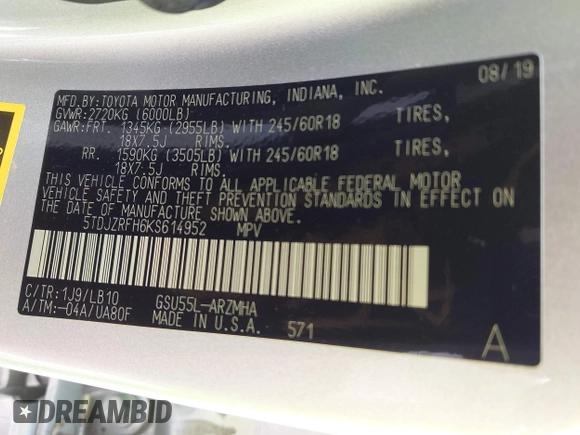 MFD.BY:TOYOTA MOTOR MANUFACTURING, INDIANA, INC. 08/19
GVWR:2720KG (6000LB)
GAWR:FRT. 1345KG (2955LB) WITH 245/60R18 TIRES,
18X7.5J RIMS.
RR. 1590KG (3505LB) WITH 245/60R18 TIRES,
18X7.5J RIMS.
THIS VEHICLE CONFORMS TO ALL APPLICABLE FEDERAL MOTOR
VEHICLE SAFETY, BUMPER, AND THEFT PREVENTION STANDARDS IN EFFECT ON
THE DATE OF MANUFACTURE SHOWN ABOVE.
5TDJZRFH6KS614952 MPV
C/TR:1J9/LB10 GSU55L-ARZMHA
A/TM:-04A/UA80F MADE IN U.S.A. 571 A
DREAMBID